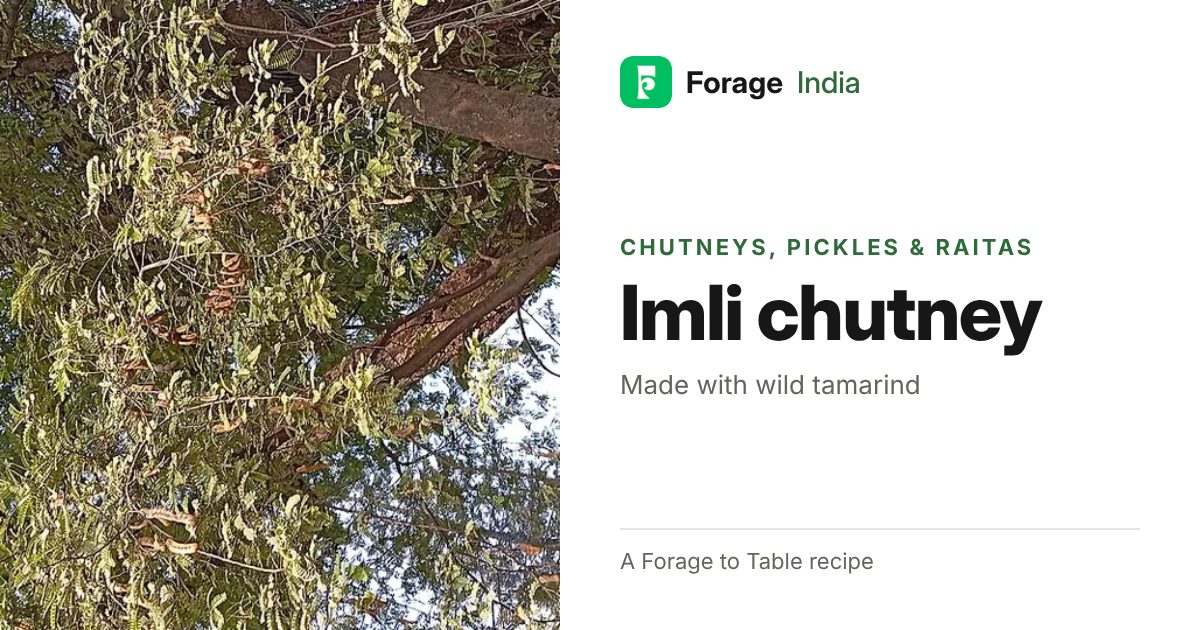 Forage India
CHUTNEYS, PICKLES & RAITAS
Imli chutney
Made with wild tamarind
A Forage to Table recipe